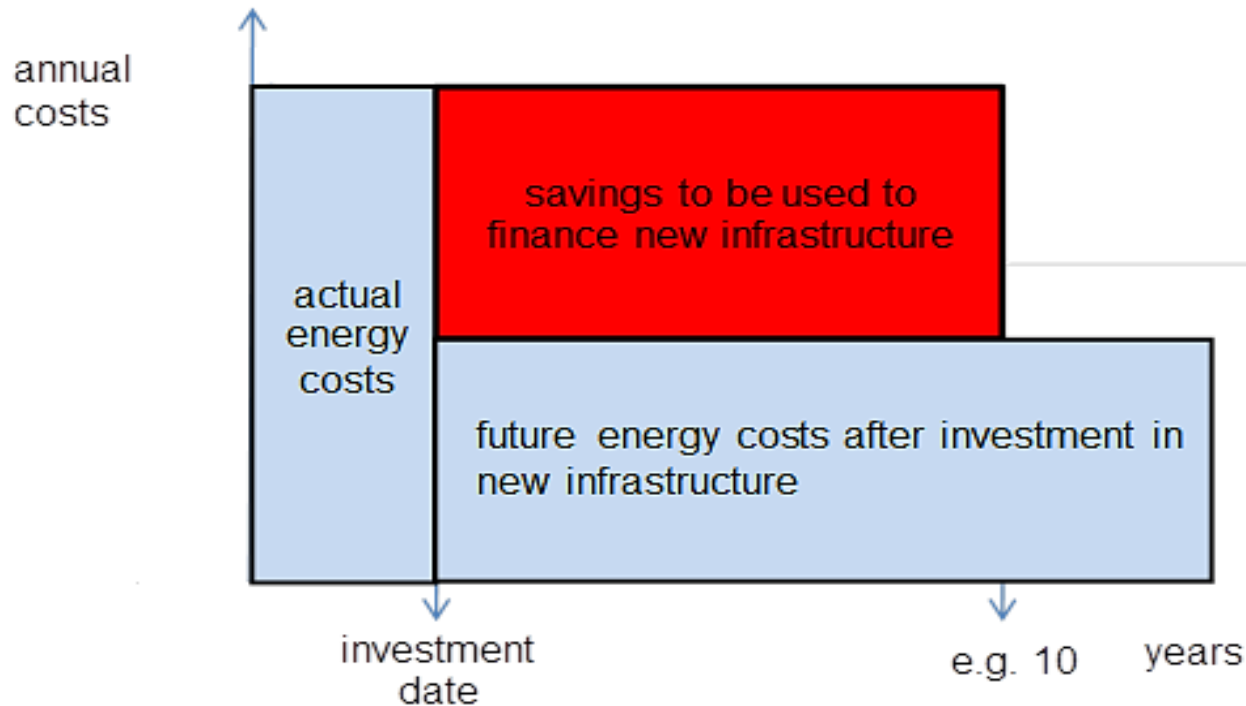 annual
costs
savings to be used to
finance new infrastructure
actual
energy
costs
future energy costs after investment in
new infrastructure
investment
date
e.g. 10
years